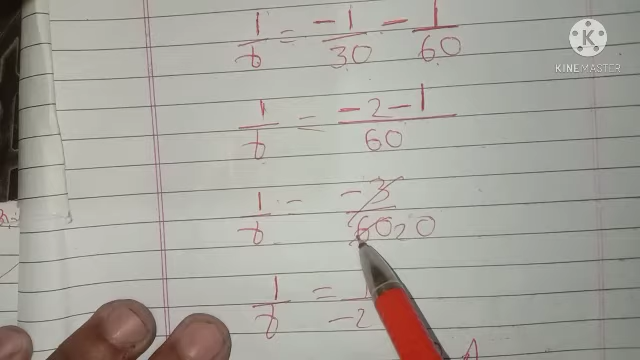 1/v = -1/30 - 1/60
KINEMASTER
1/v = -2-1/60
1/v = -3/60 20
1/v = 1/-2